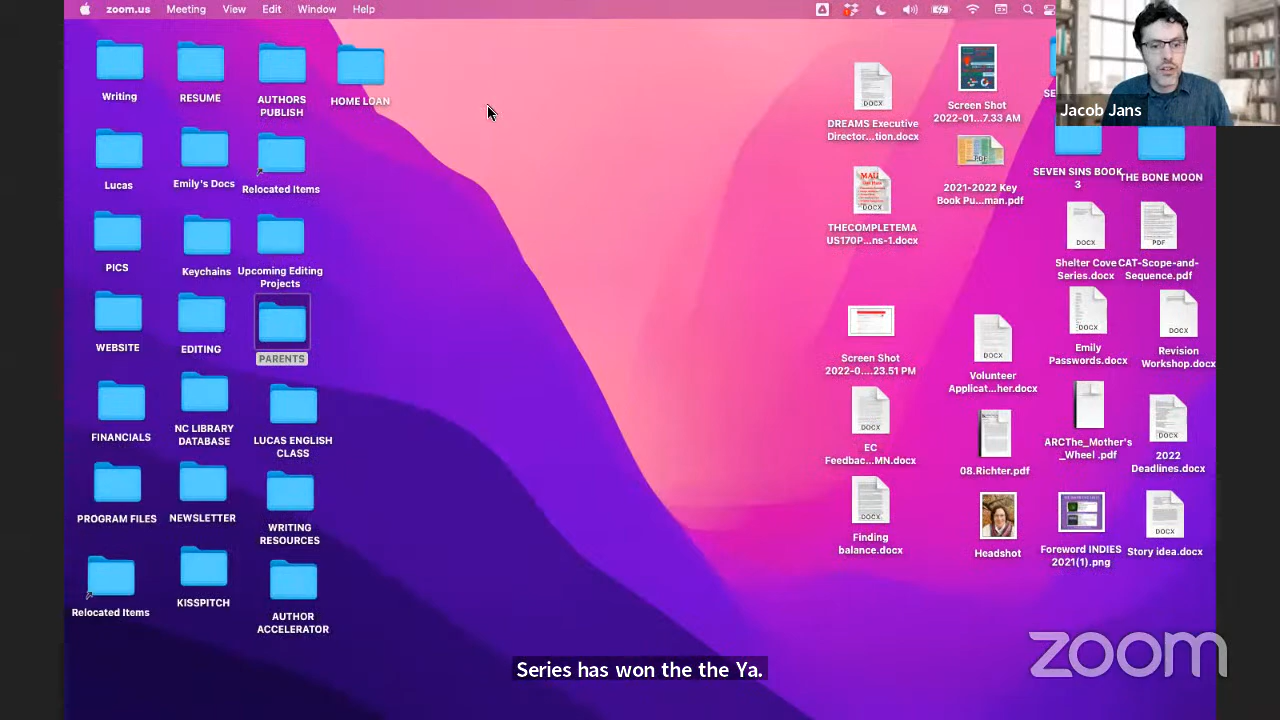 zoom.us Meeting View Edit Window Help
Writing
RESUME
AUTHORS
PUBLISH
HOME LOAN
Lucas
Emily's Docs
Relocated Items
PICS
Keychains
Upcoming Editing
Projects
WEBSITE
EDITING
PARENTS
FINANCIALS
NC LIBRARY
DATABASE
LUCAS ENGLISH
CLASS
PROGRAM FILES
NEWSLETTER
WRITING
RESOURCES
Relocated Items
KISSPITCH
AUTHOR
ACCELERATOR
DOCX
DREAMS Executive
Director...tion.docx
Screen Shot
2022-01...7.33 AM
Jacob Jans
SE
PDF
2021-2022 Key
Book Pu...man.pdf
SEVEN SINS BOOK
3
THE BONE MOON
DOCX
THECOMPLETEMA
US170P...ns-1.docx
DOCX
Shelter Cove
Series.docx
PDF
CAT-Scope-and-
Sequence.pdf
Screen Shot
2022-0....23.51 PM
DOCX
Volunteer
Applicat...her.docx
DOCX
Emily
Passwords.docx
DOCX
Revision
Workshop.docx
DOCX
EC
Feedbac...MN.docx
08.Richter.pdf
ARCThe_Mother's
_Wheel .pdf
DOCX
2022
Deadlines.docx
DOCX
Finding
balance.docx
Headshot
Foreword INDIES
2021(1).png
DOCX
Story idea.docx
zoom
Series has won the the Ya.